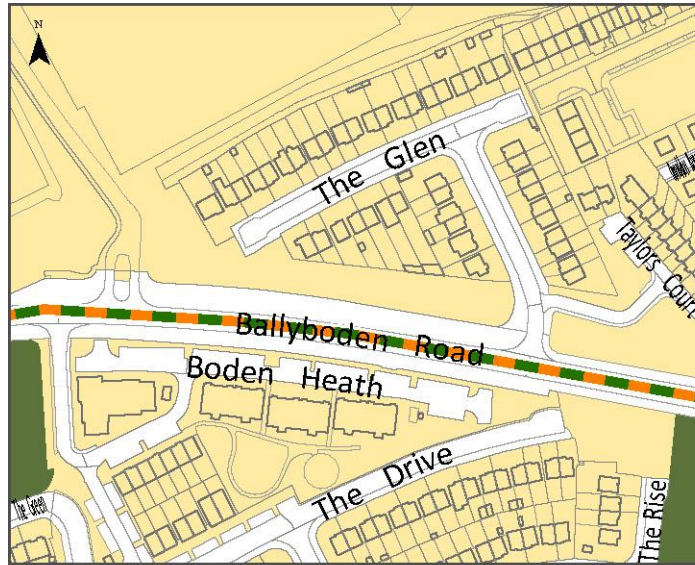 N
The Glen
Taylors Court
Ballyboden Road
Boden Heath
The Drive
The Green
The Rise